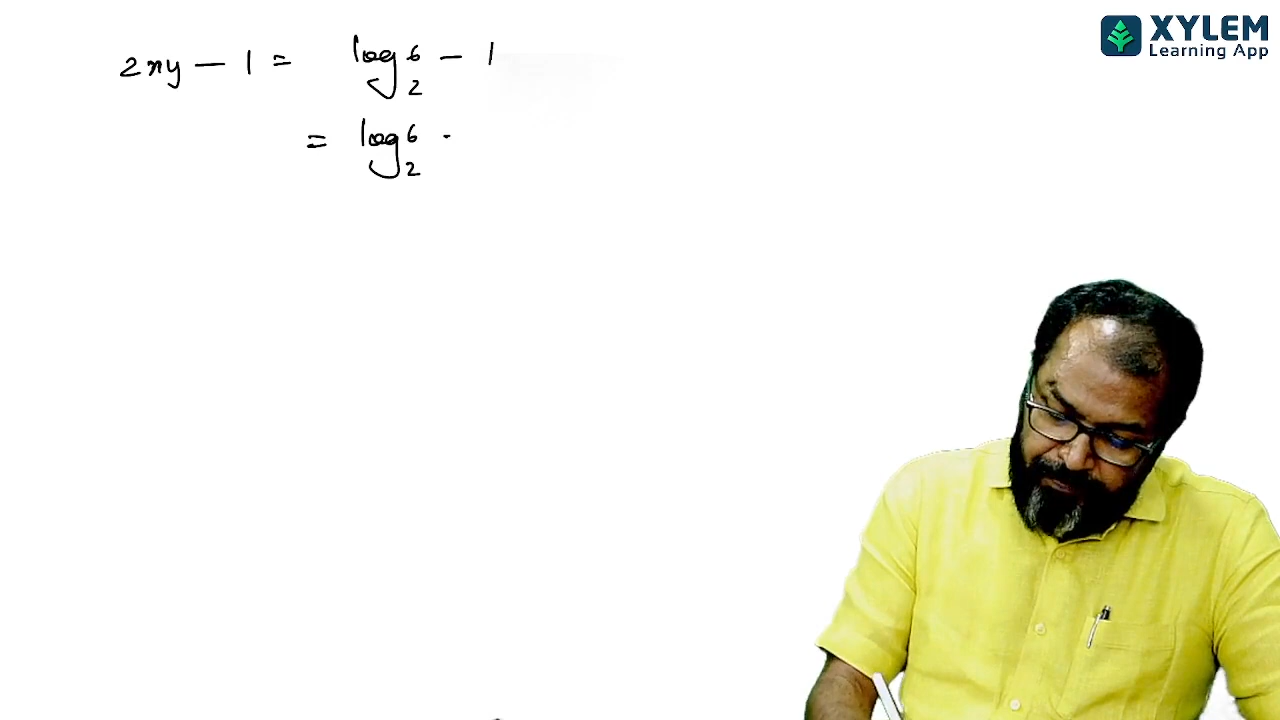 XYLEM
Learning App
2xy − 1 = log₂6 − 1
= log₂6 -